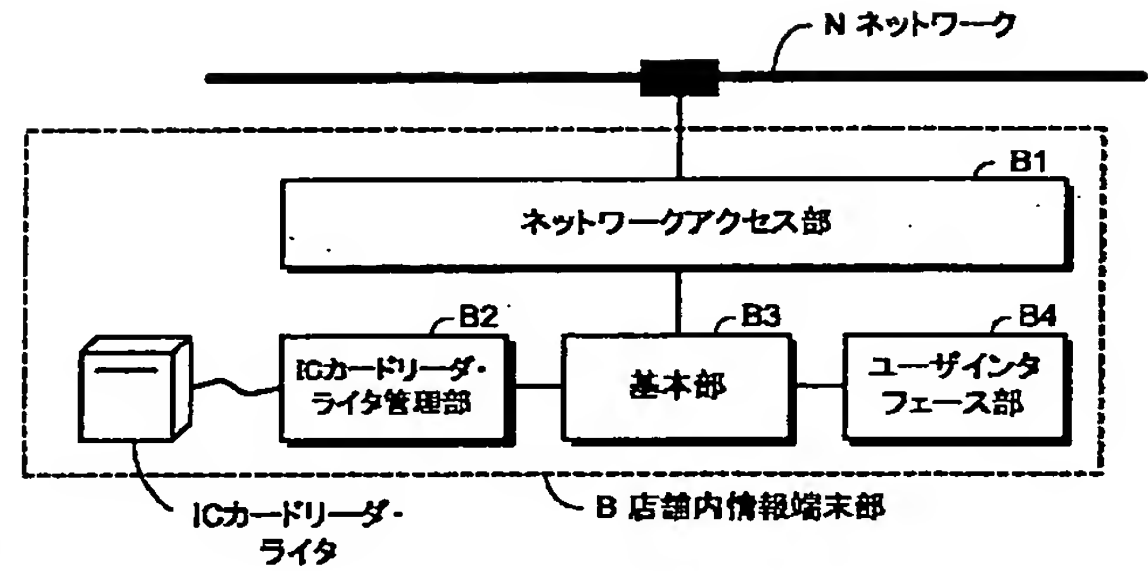 N ネットワーク
B1
ネットワークアクセス部
B2
B3
B4
ICカードリーダ・
ライタ管理部
基本部
ユーザインタ
フェース部
ICカードリーダ・
ライタ
B 店舗内情報端末部